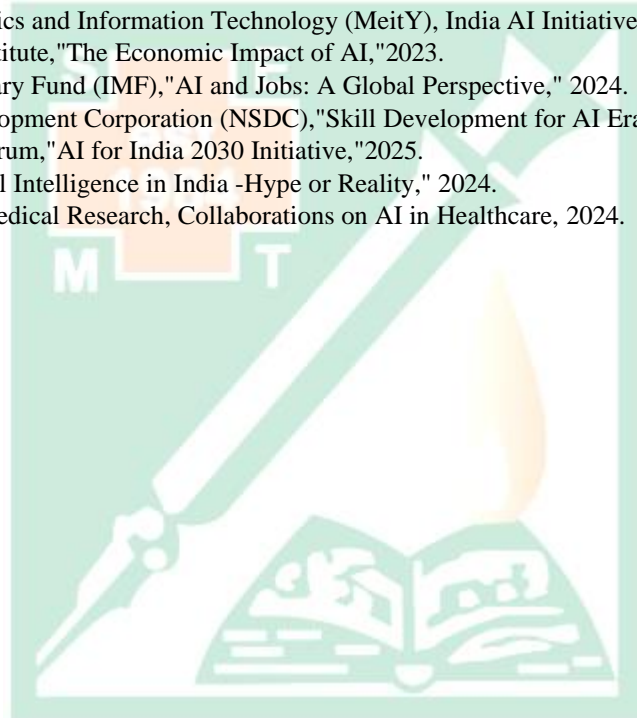 ics and Information Technology (MeitY), India AI Initiative
titute,"The Economic Impact of AI,"2023.
ary Fund (IMF),"AI and Jobs: A Global Perspective," 2024.
opment Corporation (NSDC),"Skill Development for AI Era
rum,"AI for India 2030 Initiative,"2025.
l Intelligence in India -Hype or Reality," 2024.
edical Research, Collaborations on AI in Healthcare, 2024.
M T